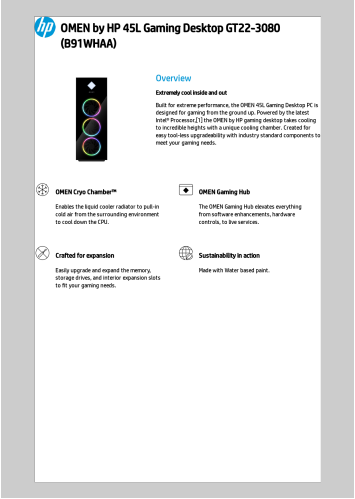 hp
OMEN by HP 45L Gaming Desktop GT22-3080
(B91WHAA)
Overview
Extremely cool inside and out
Built for extreme performance, the OMEN 45L Gaming Desktop PC is
designed for gaming from the ground up. Powered by the latest
Intel® Processor,[1] the OMEN by HP gaming desktop takes cooling
to incredible heights with a unique cooling chamber. Created for
easy tool-less upgradeability with industry standard components to
meet your gaming needs.
OMEN Cryo Chamber™
Enables the liquid cooler radiator to pull-in
cold air from the surrounding environment
to cool down the CPU.
OMEN Gaming Hub
The OMEN Gaming Hub elevates everything
from software enhancements, hardware
controls, to live services.
Crafted for expansion
Easily upgrade and expand the memory,
storage drives, and interior expansion slots
to fit your gaming needs.
Sustainability in action
Made with Water based paint.